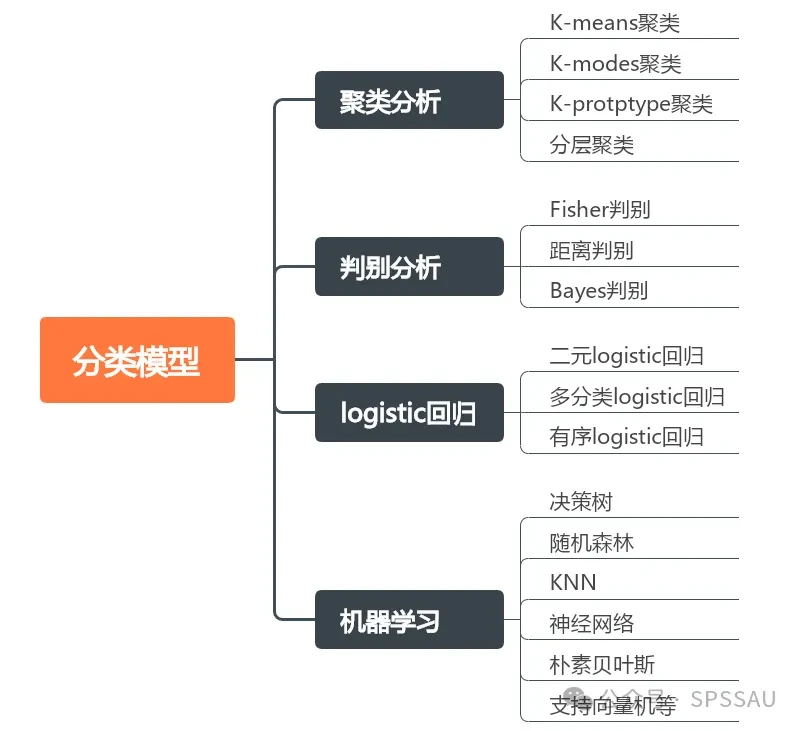 分类模型
聚类分析
K-means聚类
K-modes聚类
K-protptype聚类
分层聚类
判别分析
Fisher判别
距离判别
Bayes判别
logistic回归
二元logistic回归
多分类logistic回归
有序logistic回归
机器学习
决策树
随机森林
KNN
神经网络
朴素贝叶斯
支持向量机等
公众号 · SPSSAU